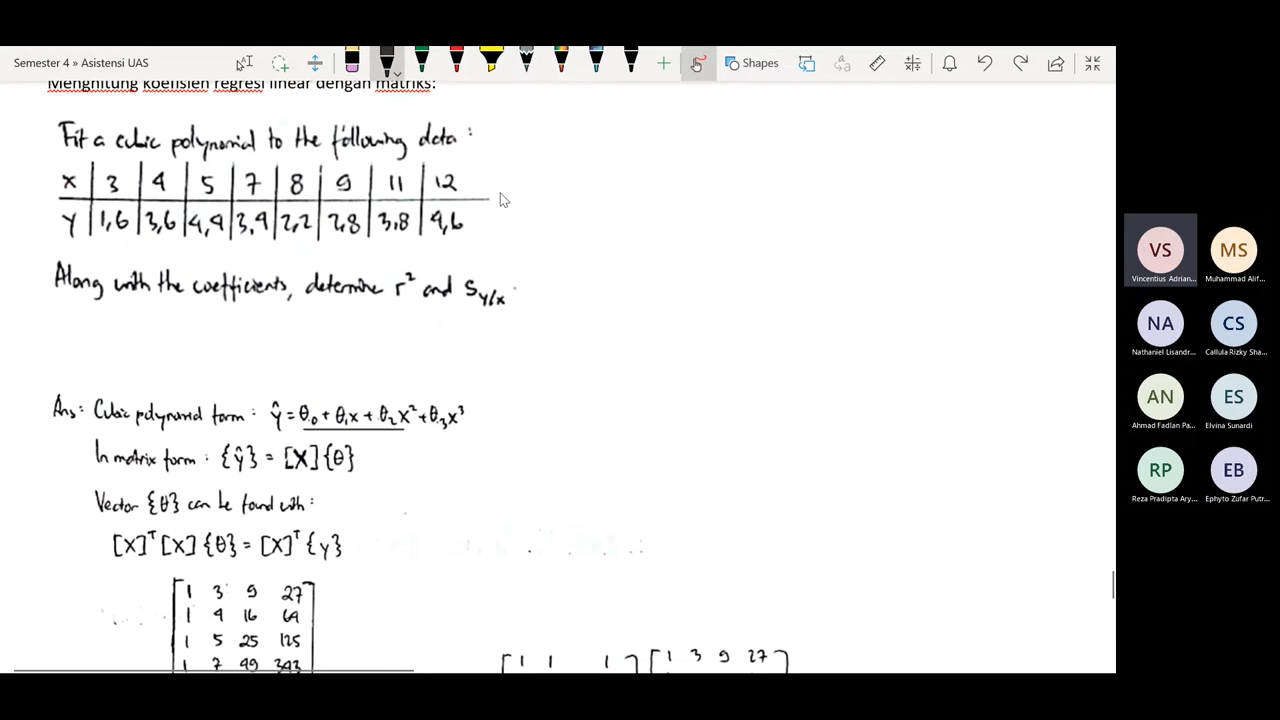 Semester 4 » Asistensi UAS
Shapes
Menghitung koefisien regresi linear dengan matriks:
Fit a cubic polynomial to the following data :
X 3 4 5 7 8 9 11 12
Y 1,6 3,6 4,4 3,4 2,2 2,8 3,8 4,6
Along with the coefficients, determine r² and Sy/x.
Ans: Cubic polynomial form : ŷ = θ₀ + θ₁x + θ₂x² + θ₃x³
In matrix form : {ŷ} = [X]{θ}
Vector {θ} can be found with :
[X]ᵀ[X]{θ} = [X]ᵀ{y}
1 3 9 27
1 4 16 64
1 5 25 125
1 7 49 343
1 1 1 1 3 9 27
VS
Vincentius Adrian...
MS
Muhammad Alif...
NA
Nathaniel Lisandr...
CS
Callula Rizky Sha...
AN
Ahmad Fadlan Pa...
ES
Elvina Sunardi
RP
Reza Pradipta Ary...
EB
Ephyto Zufar Putr...